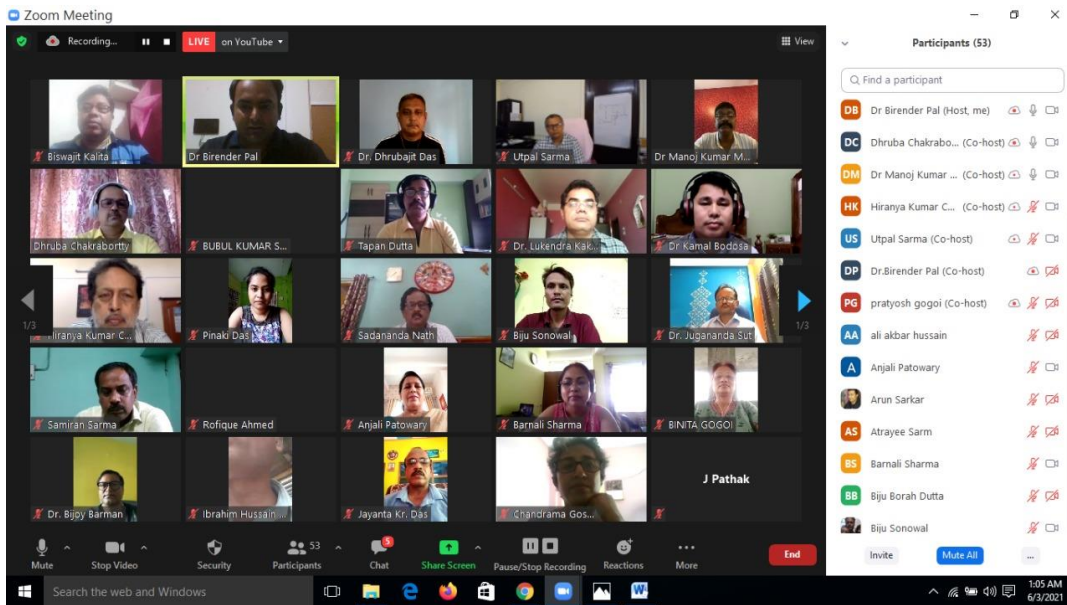 Zoom Meeting
Recording...
LIVE on YouTube
View
Biswajit Kalita
Dr Birender Pal
Dr. Dhrubajit Das
Utpal Sarma
Dr Manoj Kumar M...
Dhruba Chakrabortty
BUBUL KUMAR S...
Tapan Dutta
Dr. Lukendra Kak...
Dr Kamal Bodosa
1/3
Hiranya Kumar C...
Pinaki Das
Sadananda Nath
Biju Sonowal
Dr. Jugananda Sut
1/3
Samiran Sarma
Rofique Ahmed
Anjali Patowary
Barnali Sharma
BINITA GOGOI
Dr. Bijoy Barman
Ibrahim Hussain ...
Jayanta Kr. Das
Chandrama Gos...
J Pathak
Mute
Stop Video
Security
53
Participants
5
Chat
Share Screen
Pause/Stop Recording
Reactions
More
End
Participants (53)
Find a participant
DB Dr Birender Pal (Host, me)
DC Dhruba Chakrabo... (Co-host)
DM Dr Manoj Kumar ... (Co-host)
HK Hiranya Kumar C... (Co-host)
US Utpal Sarma (Co-host)
DP Dr.Birender Pal (Co-host)
PG pratyosh gogoi (Co-host)
AA ali akbar hussain
A Anjali Patowary
Arun Sarkar
AS Atrayee Sarm
BS Barnali Sharma
BB Biju Borah Dutta
Biju Sonowal
Invite
Mute All
...
Search the web and Windows
1:05 AM
6/3/2021